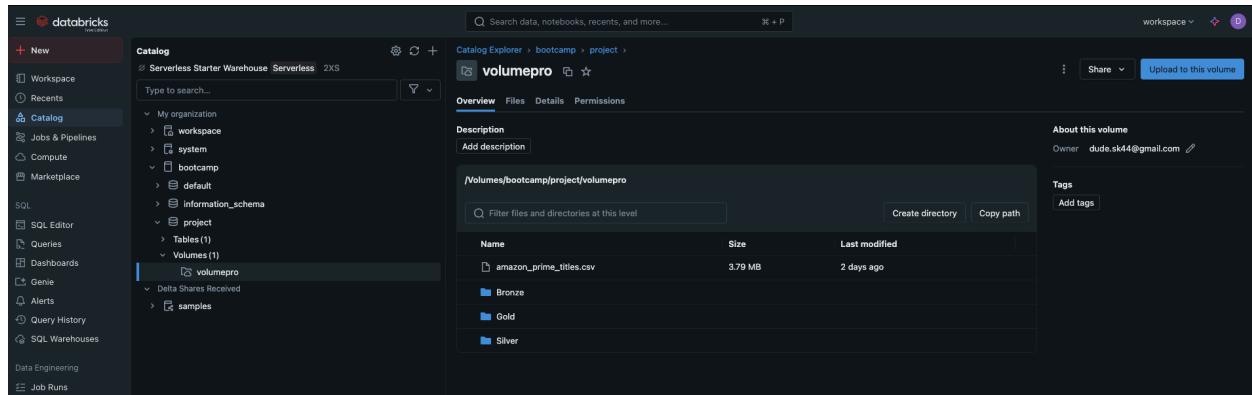 databricks
Free Edition
Search data, notebooks, recents, and more...
⌘ + P
workspace
D
New
Workspace
Recents
Catalog
Jobs & Pipelines
Compute
Marketplace
SQL
SQL Editor
Queries
Dashboards
Genie
Alerts
Query History
SQL Warehouses
Data Engineering
Job Runs
Catalog
Serverless Starter Warehouse Serverless 2XS
Type to search...
My organization
workspace
system
bootcamp
default
information_schema
project
Tables (1)
Volumes (1)
volumepro
Delta Shares Received
samples
Catalog Explorer › bootcamp › project ›
volumepro
Share
Upload to this volume
Overview Files Details Permissions
Description
Add description
/Volumes/bootcamp/project/volumepro
Filter files and directories at this level
Create directory
Copy path
Name Size Last modified
amazon_prime_titles.csv 3.79 MB 2 days ago
Bronze
Gold
Silver
About this volume
Owner dude.sk44@gmail.com
Tags
Add tags